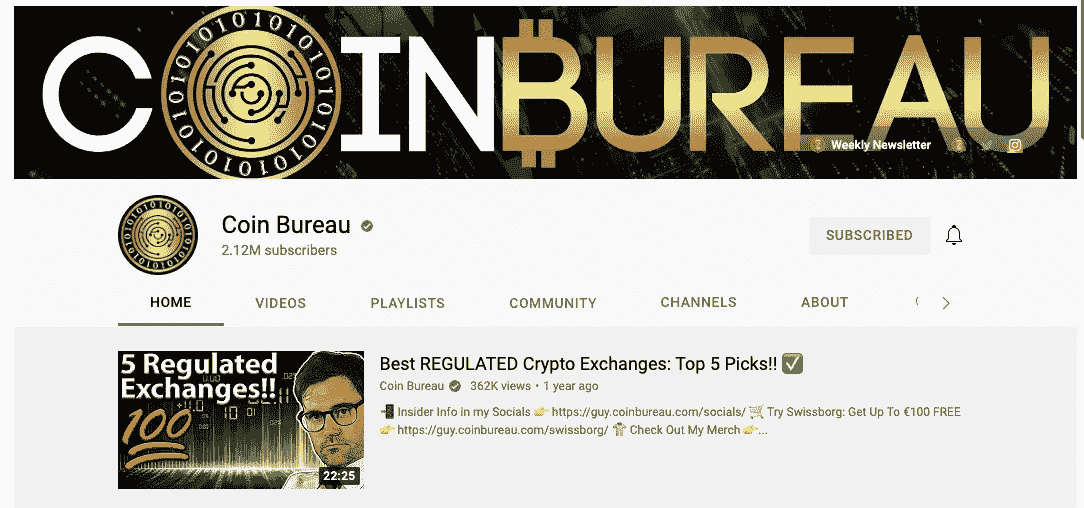 COINBUREAU
Weekly Newsletter
Coin Bureau
2.12M subscribers
SUBSCRIBED
HOME VIDEOS PLAYLISTS COMMUNITY CHANNELS ABOUT
5 Regulated
Exchanges!!
100
22:25
Best REGULATED Crypto Exchanges: Top 5 Picks!! ✅
Coin Bureau 362K views • 1 year ago
📲 Insider Info in my Socials 👉 https://guy.coinbureau.com/socials/ 🛒 Try Swissborg: Get Up To €100 FREE
👉 https://guy.coinbureau.com/swissborg/ 👕 Check Out My Merch 👉...